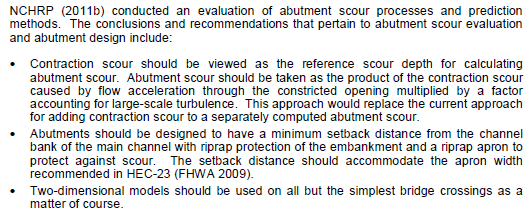 NCHRP (2011b) conducted an evaluation of abutment scour processes and prediction
methods. The conclusions and recommendations that pertain to abutment scour evaluation
and abutment design include:
• Contraction scour should be viewed as the reference scour depth for calculating
abutment scour. Abutment scour should be taken as the product of the contraction scour
caused by flow acceleration through the constricted opening multiplied by a factor
accounting for large-scale turbulence. This approach would replace the current approach
for adding contraction scour to a separately computed abutment scour.
• Abutments should be designed to have a minimum setback distance from the channel
bank of the main channel with riprap protection of the embankment and a riprap apron to
protect against scour. The setback distance should accommodate the apron width
recommended in HEC-23 (FHWA 2009).
• Two-dimensional models should be used on all but the simplest bridge crossings as a
matter of course.